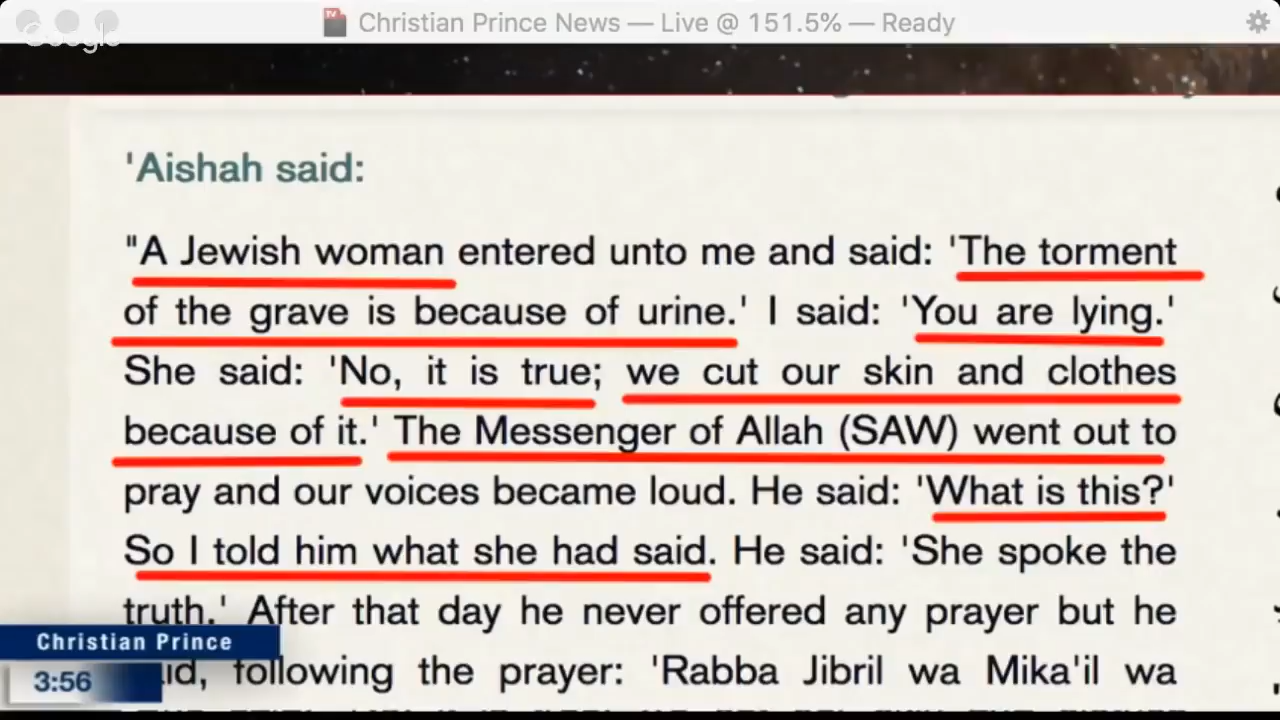 Christian Prince News — Live @ 151.5% — Ready
Google
'Aishah said:
"A Jewish woman entered unto me and said: 'The torment
of the grave is because of urine.' I said: 'You are lying.'
She said: 'No, it is true; we cut our skin and clothes
because of it.' The Messenger of Allah (SAW) went out to
pray and our voices became loud. He said: 'What is this?'
So I told him what she had said. He said: 'She spoke the
truth.' After that day he never offered any prayer but he
following the prayer: 'Rabba Jibril wa Mika'il wa
Christian Prince
3:56